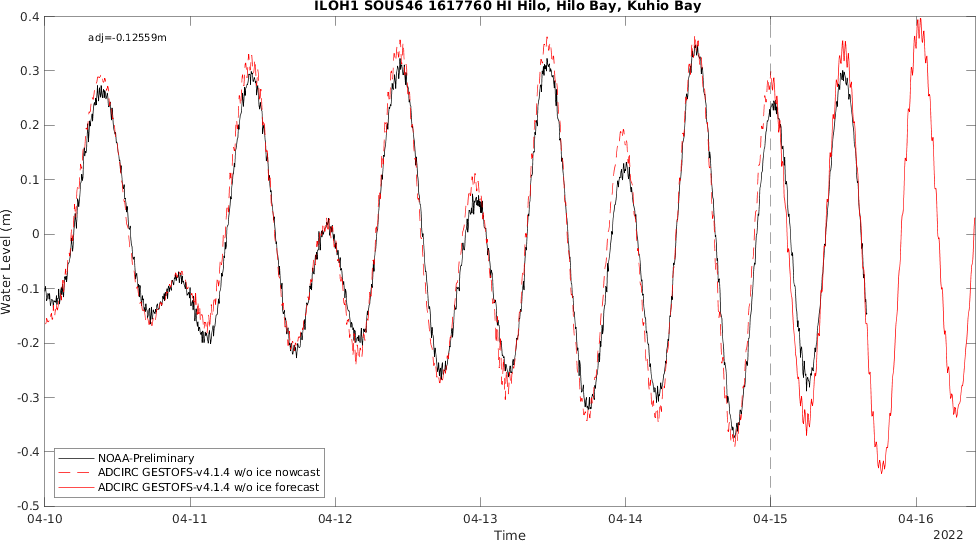 ILOH1 SOUS46 1617760 HI Hilo, Hilo Bay, Kuhio Bay
adj=-0.12559m
0.4
0.3
0.2
0.1
0
-0.1
-0.2
-0.3
-0.4
-0.5
Water Level (m)
NOAA-Preliminary
ADCIRC GESTOFS-v4.1.4 w/o ice nowcast
ADCIRC GESTOFS-v4.1.4 w/o ice forecast
04-10 04-11 04-12 04-13 04-14 04-15 04-16
Time
2022